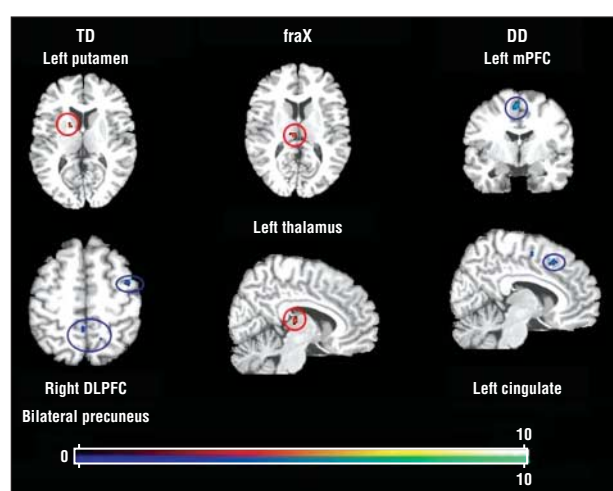 TD
Left putamen
fraX
DD
Left mPFC
Left thalamus
Right DLPFC
Bilateral precuneus
Left cingulate
10
0
10